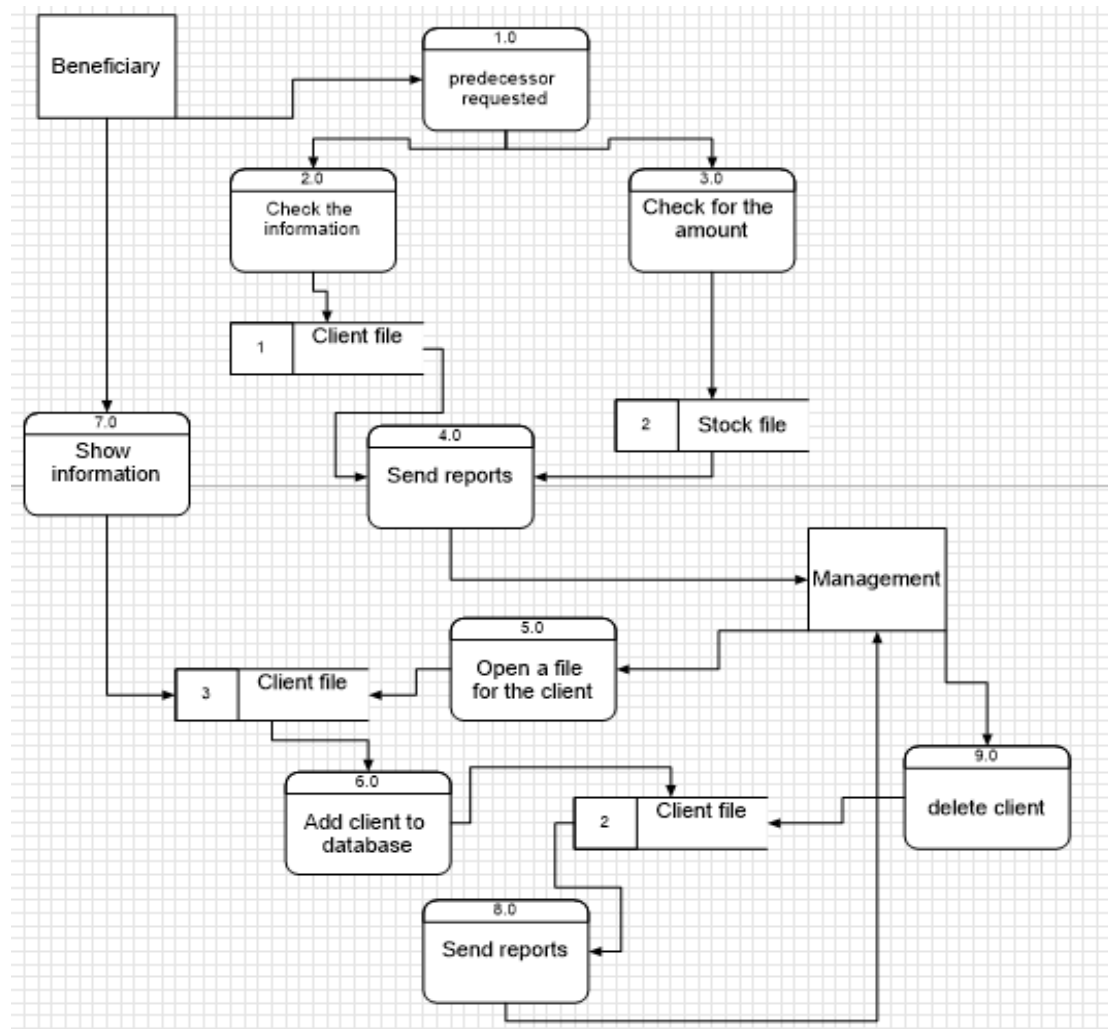 Beneficiary
1.0
predecessor
requested
2.0
Check the
information
3.0
Check for the
amount
1
Client file
2
Stock file
7.0
Show
information
4.0
Send reports
Management
5.0
Open a file
for the client
3
Client file
9.0
delete client
6.0
Add client to
database
2
Client file
8.0
Send reports